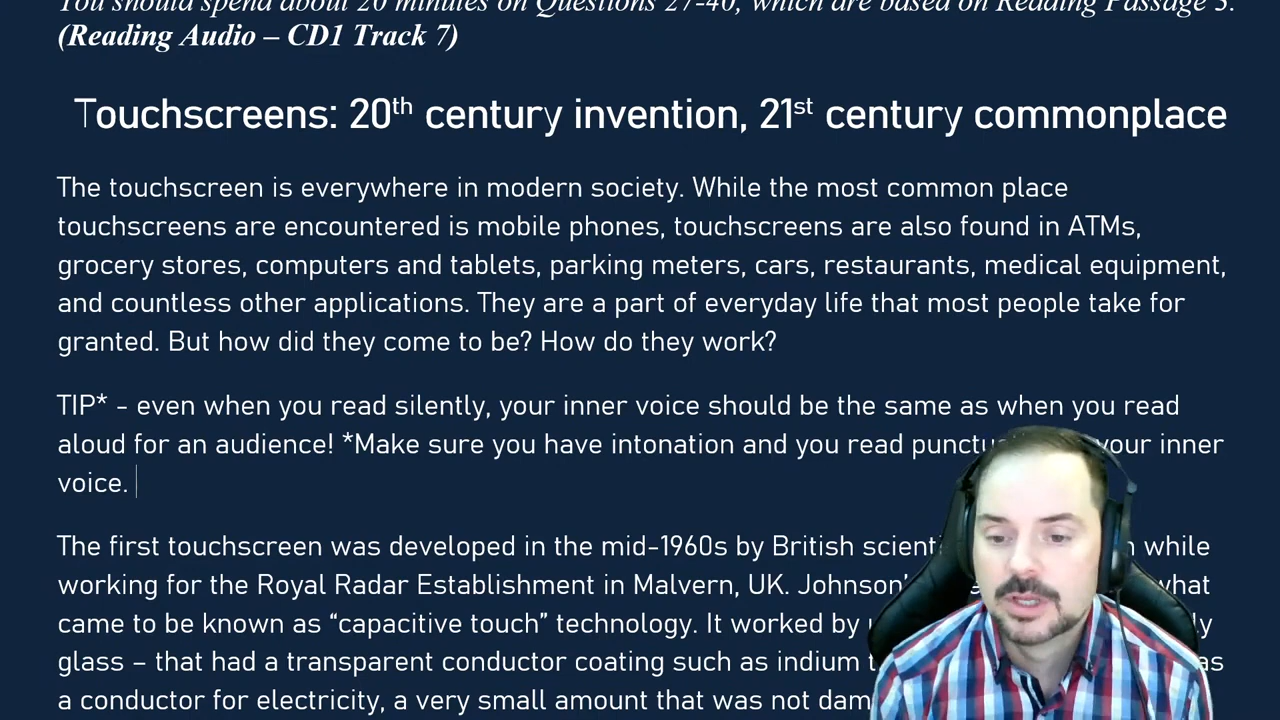 You should spend about 20 minutes on Questions 27-40, which are based on Reading Passage 3.
(Reading Audio – CD1 Track 7)
Touchscreens: 20th century invention, 21st century commonplace
The touchscreen is everywhere in modern society. While the most common place
touchscreens are encountered is mobile phones, touchscreens are also found in ATMs,
grocery stores, computers and tablets, parking meters, cars, restaurants, medical equipment,
and countless other applications. They are a part of everyday life that most people take for
granted. But how did they come to be? How do they work?
TIP* - even when you read silently, your inner voice should be the same as when you read
aloud for an audience! *Make sure you have intonation and you read your inner
voice.
The first touchscreen was developed in the mid-1960s by British while
working for the Royal Radar Establishment in Malvern, UK. Johnson's what
came to be known as “capacitive touch” technology. It worked by
glass – that had a transparent conductor coating such as indium as
a conductor for electricity, a very small amount that was not